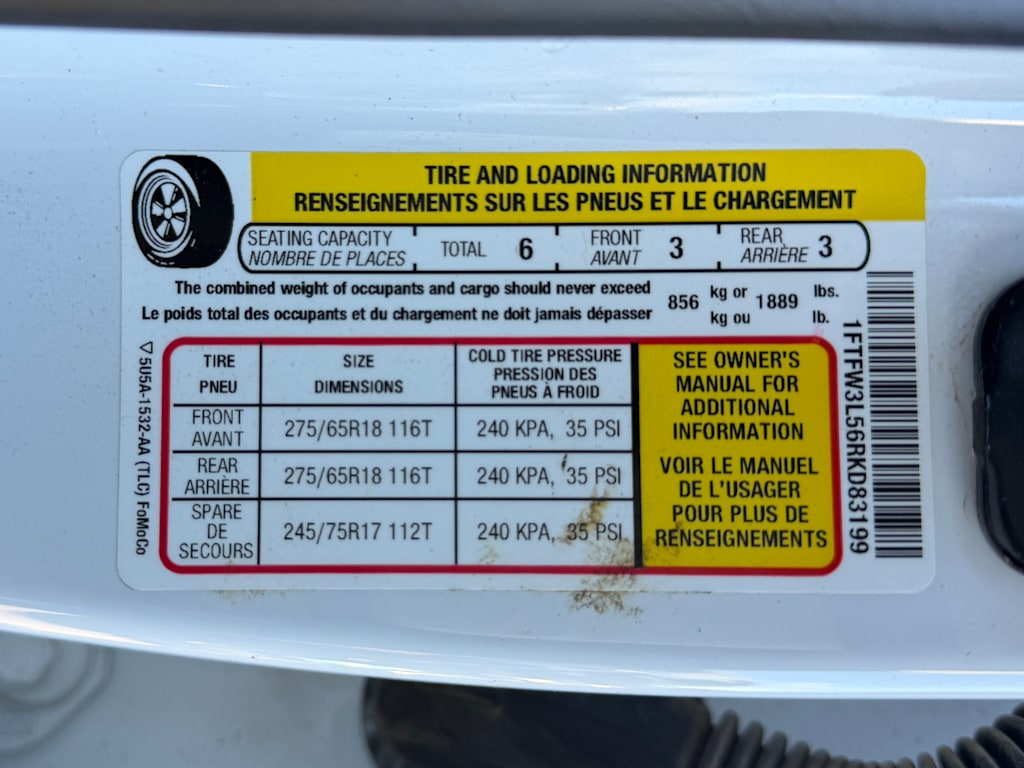 TIRE AND LOADING INFORMATION
RENSEIGNEMENTS SUR LES PNEUS ET LE CHARGEMENT
SEATING CAPACITY
NOMBRE DE PLACES
TOTAL 6
FRONT
AVANT
3
REAR
ARRIÈRE
3
The combined weight of occupants and cargo should never exceed
Le poids total des occupants et du chargement ne doit jamais dépasser
856
kg or
kg ou
1889
lbs.
lb.
TIRE
PNEU
SIZE
DIMENSIONS
COLD TIRE PRESSURE
PRESSION DES
PNEUS À FROID
FRONT
AVANT
275/65R18 116T
240 KPA, 35 PSI
REAR
ARRIÈRE
275/65R18 116T
240 KPA, 35 PSI
SPARE
DE
SECOURS
245/75R17 112T
240 KPA, 35 PSI
SEE OWNER'S
MANUAL FOR
ADDITIONAL
INFORMATION
VOIR LE MANUEL
DE L'USAGER
POUR PLUS DE
RENSEIGNEMENTS
5U5A-1532-AA (TLC) FoMoCo
1FTFW3L56RKD83199